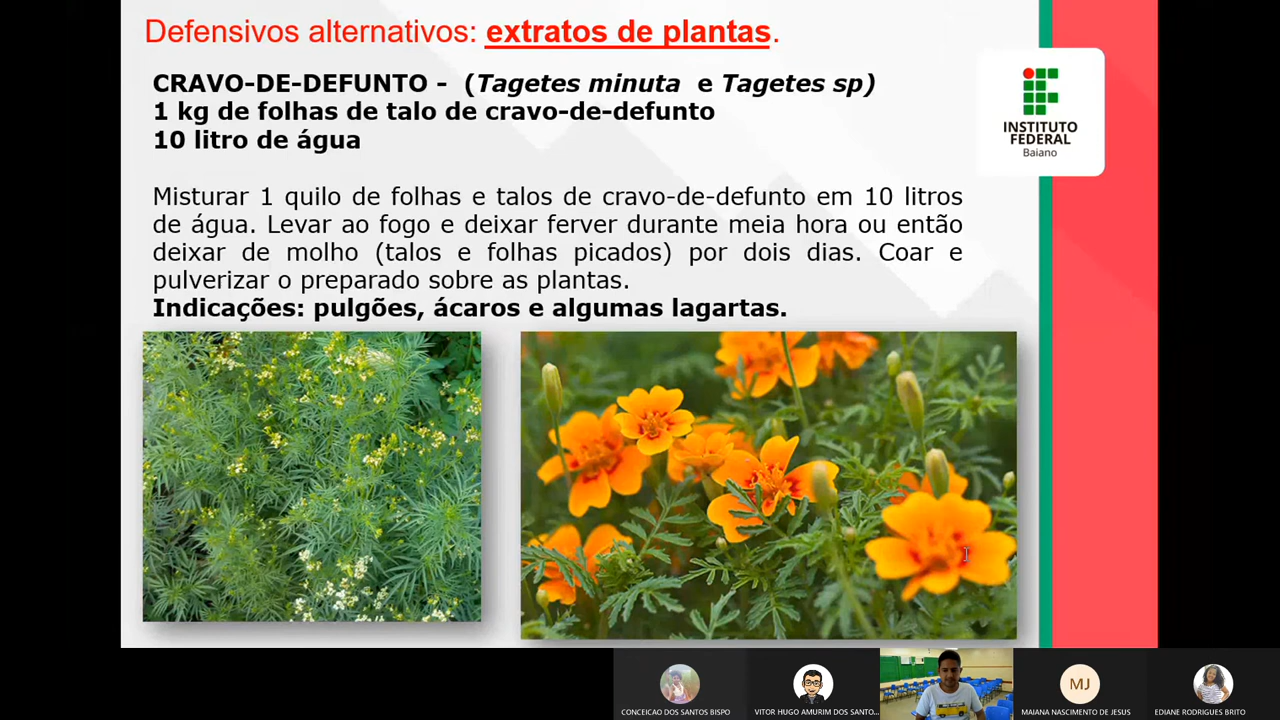 Defensivos alternativos: extratos de plantas.
CRAVO-DE-DEFUNTO - (Tagetes minuta e Tagetes sp)
1 kg de folhas de talo de cravo-de-defunto
10 litro de água
INSTITUTO
FEDERAL
Baiano
Misturar 1 quilo de folhas e talos de cravo-de-defunto em 10 litros
de água. Levar ao fogo e deixar ferver durante meia hora ou então
deixar de molho (talos e folhas picados) por dois dias. Coar e
pulverizar o preparado sobre as plantas.
Indicações: pulgões, ácaros e algumas lagartas.
MJ
CONCEICAO DOS SANTOS BISPO
VITOR HUGO AMURIM DOS SANTO...
MAIANA NASCIMENTO DE JESUS
EDIANE RODRIGUES BRITO